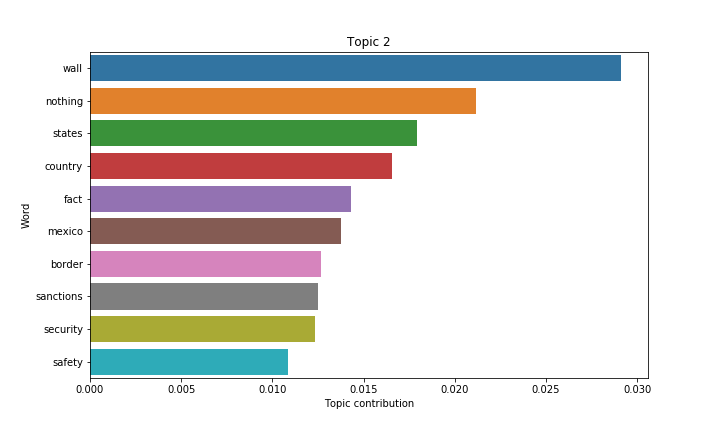 Topic 2
wall
nothing
states
country
fact
mexico
border
sanctions
security
safety
Word
0.000 0.005 0.010 0.015 0.020 0.025 0.030
Topic contribution